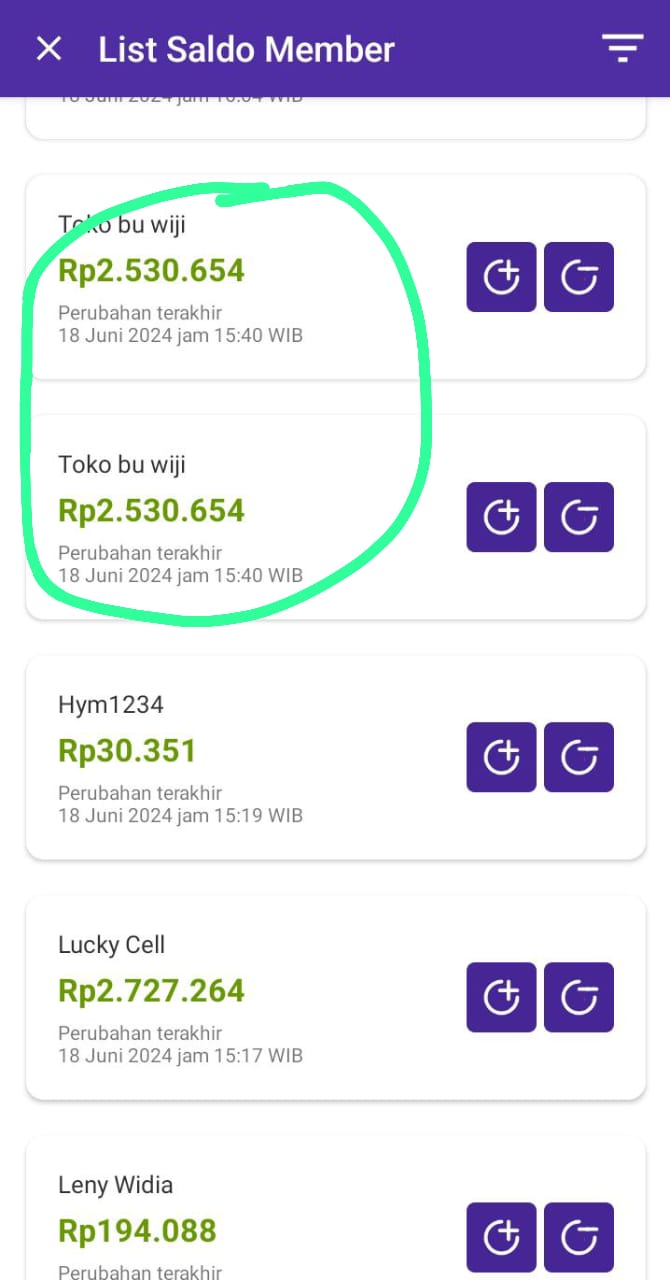 List Saldo Member
18 Juni 2024 jam 16:04 WIB
Toko bu wiji
Rp2.530.654
Perubahan terakhir
18 Juni 2024 jam 15:40 WIB
Toko bu wiji
Rp2.530.654
Perubahan terakhir
18 Juni 2024 jam 15:40 WIB
Hym1234
Rp30.351
Perubahan terakhir
18 Juni 2024 jam 15:19 WIB
Lucky Cell
Rp2.727.264
Perubahan terakhir
18 Juni 2024 jam 15:17 WIB
Leny Widia
Rp194.088
Perubahan terakhir